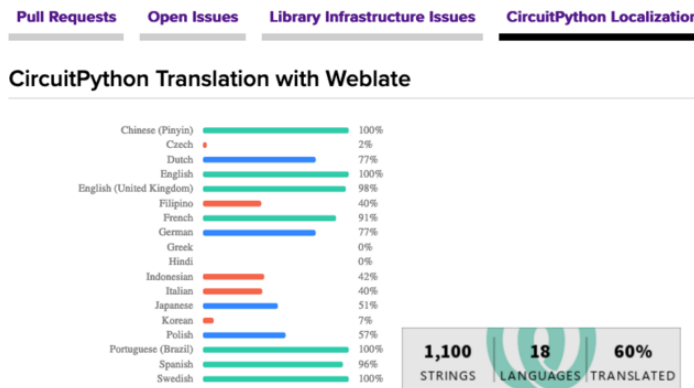 Pull Requests Open Issues Library Infrastructure Issues CircuitPython Localization
CircuitPython Translation with Weblate
Chinese (Pinyin) 100%
Czech 2%
Dutch 77%
English 100%
English (United Kingdom) 98%
Filipino 40%
French 91%
German 77%
Greek 0%
Hindi 0%
Indonesian 42%
Italian 40%
Japanese 51%
Korean 7%
Polish 57%
Portuguese (Brazil) 100%
Spanish 96%
Swedish 100%
1,100 18 60%
STRINGS LANGUAGES TRANSLATED